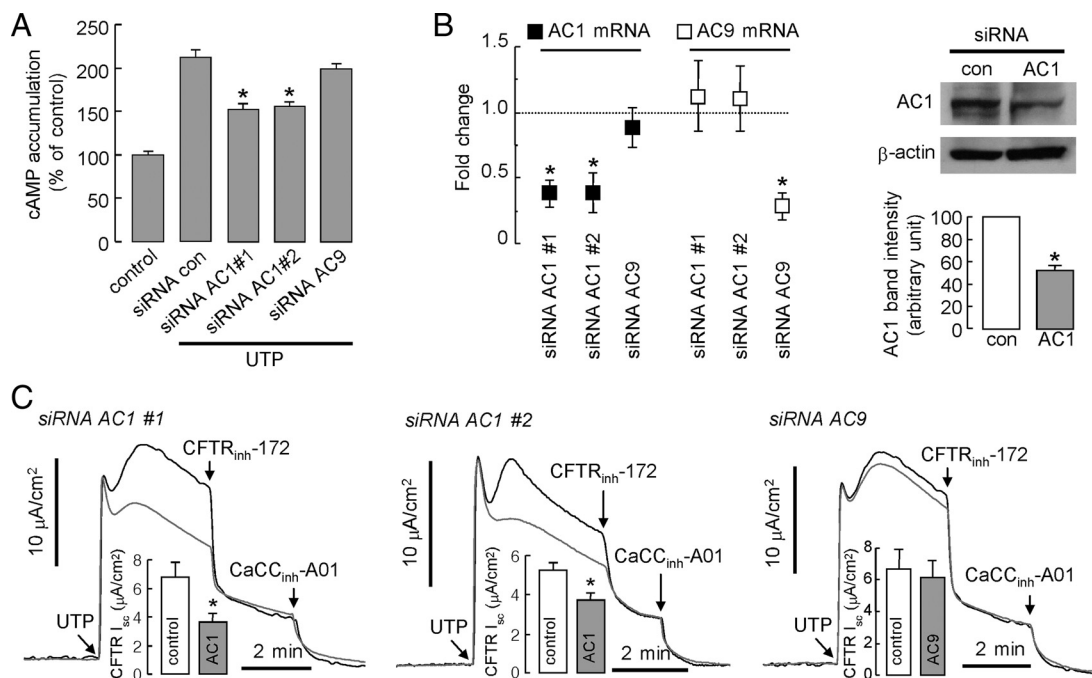 A
cAMP accumulation
(% of control)
250
200
150
100
50
0
*
*
control
siRNA con
siRNA AC1#1
siRNA AC1#2
siRNA AC9
UTP
B
AC1 mRNA
AC9 mRNA
Fold change
1.5
1.0
0.5
0
*
*
*
siRNA AC1 #1
siRNA AC1 #2
siRNA AC9
siRNA AC1 #1
siRNA AC1 #2
siRNA AC9
siRNA
con AC1
AC1
β-actin
AC1 band intensity
(arbitrary unit)
100
80
60
40
20
0
*
con
AC1
C
siRNA AC1 #1
10 μA/cm²
CFTRinh-172
CaCCinh-A01
UTP
CFTR Isc (μA/cm²)
8
6
4
2
0
*
control
AC1
2 min
siRNA AC1 #2
10 μA/cm²
CFTRinh-172
CaCCinh-A01
UTP
CFTR Isc (μA/cm²)
6
4
2
0
*
control
AC1
2 min
siRNA AC9
10 μA/cm²
CFTRinh-172
CaCCinh-A01
UTP
CFTR Isc (μA/cm²)
8
6
4
2
0
control
AC9
2 min